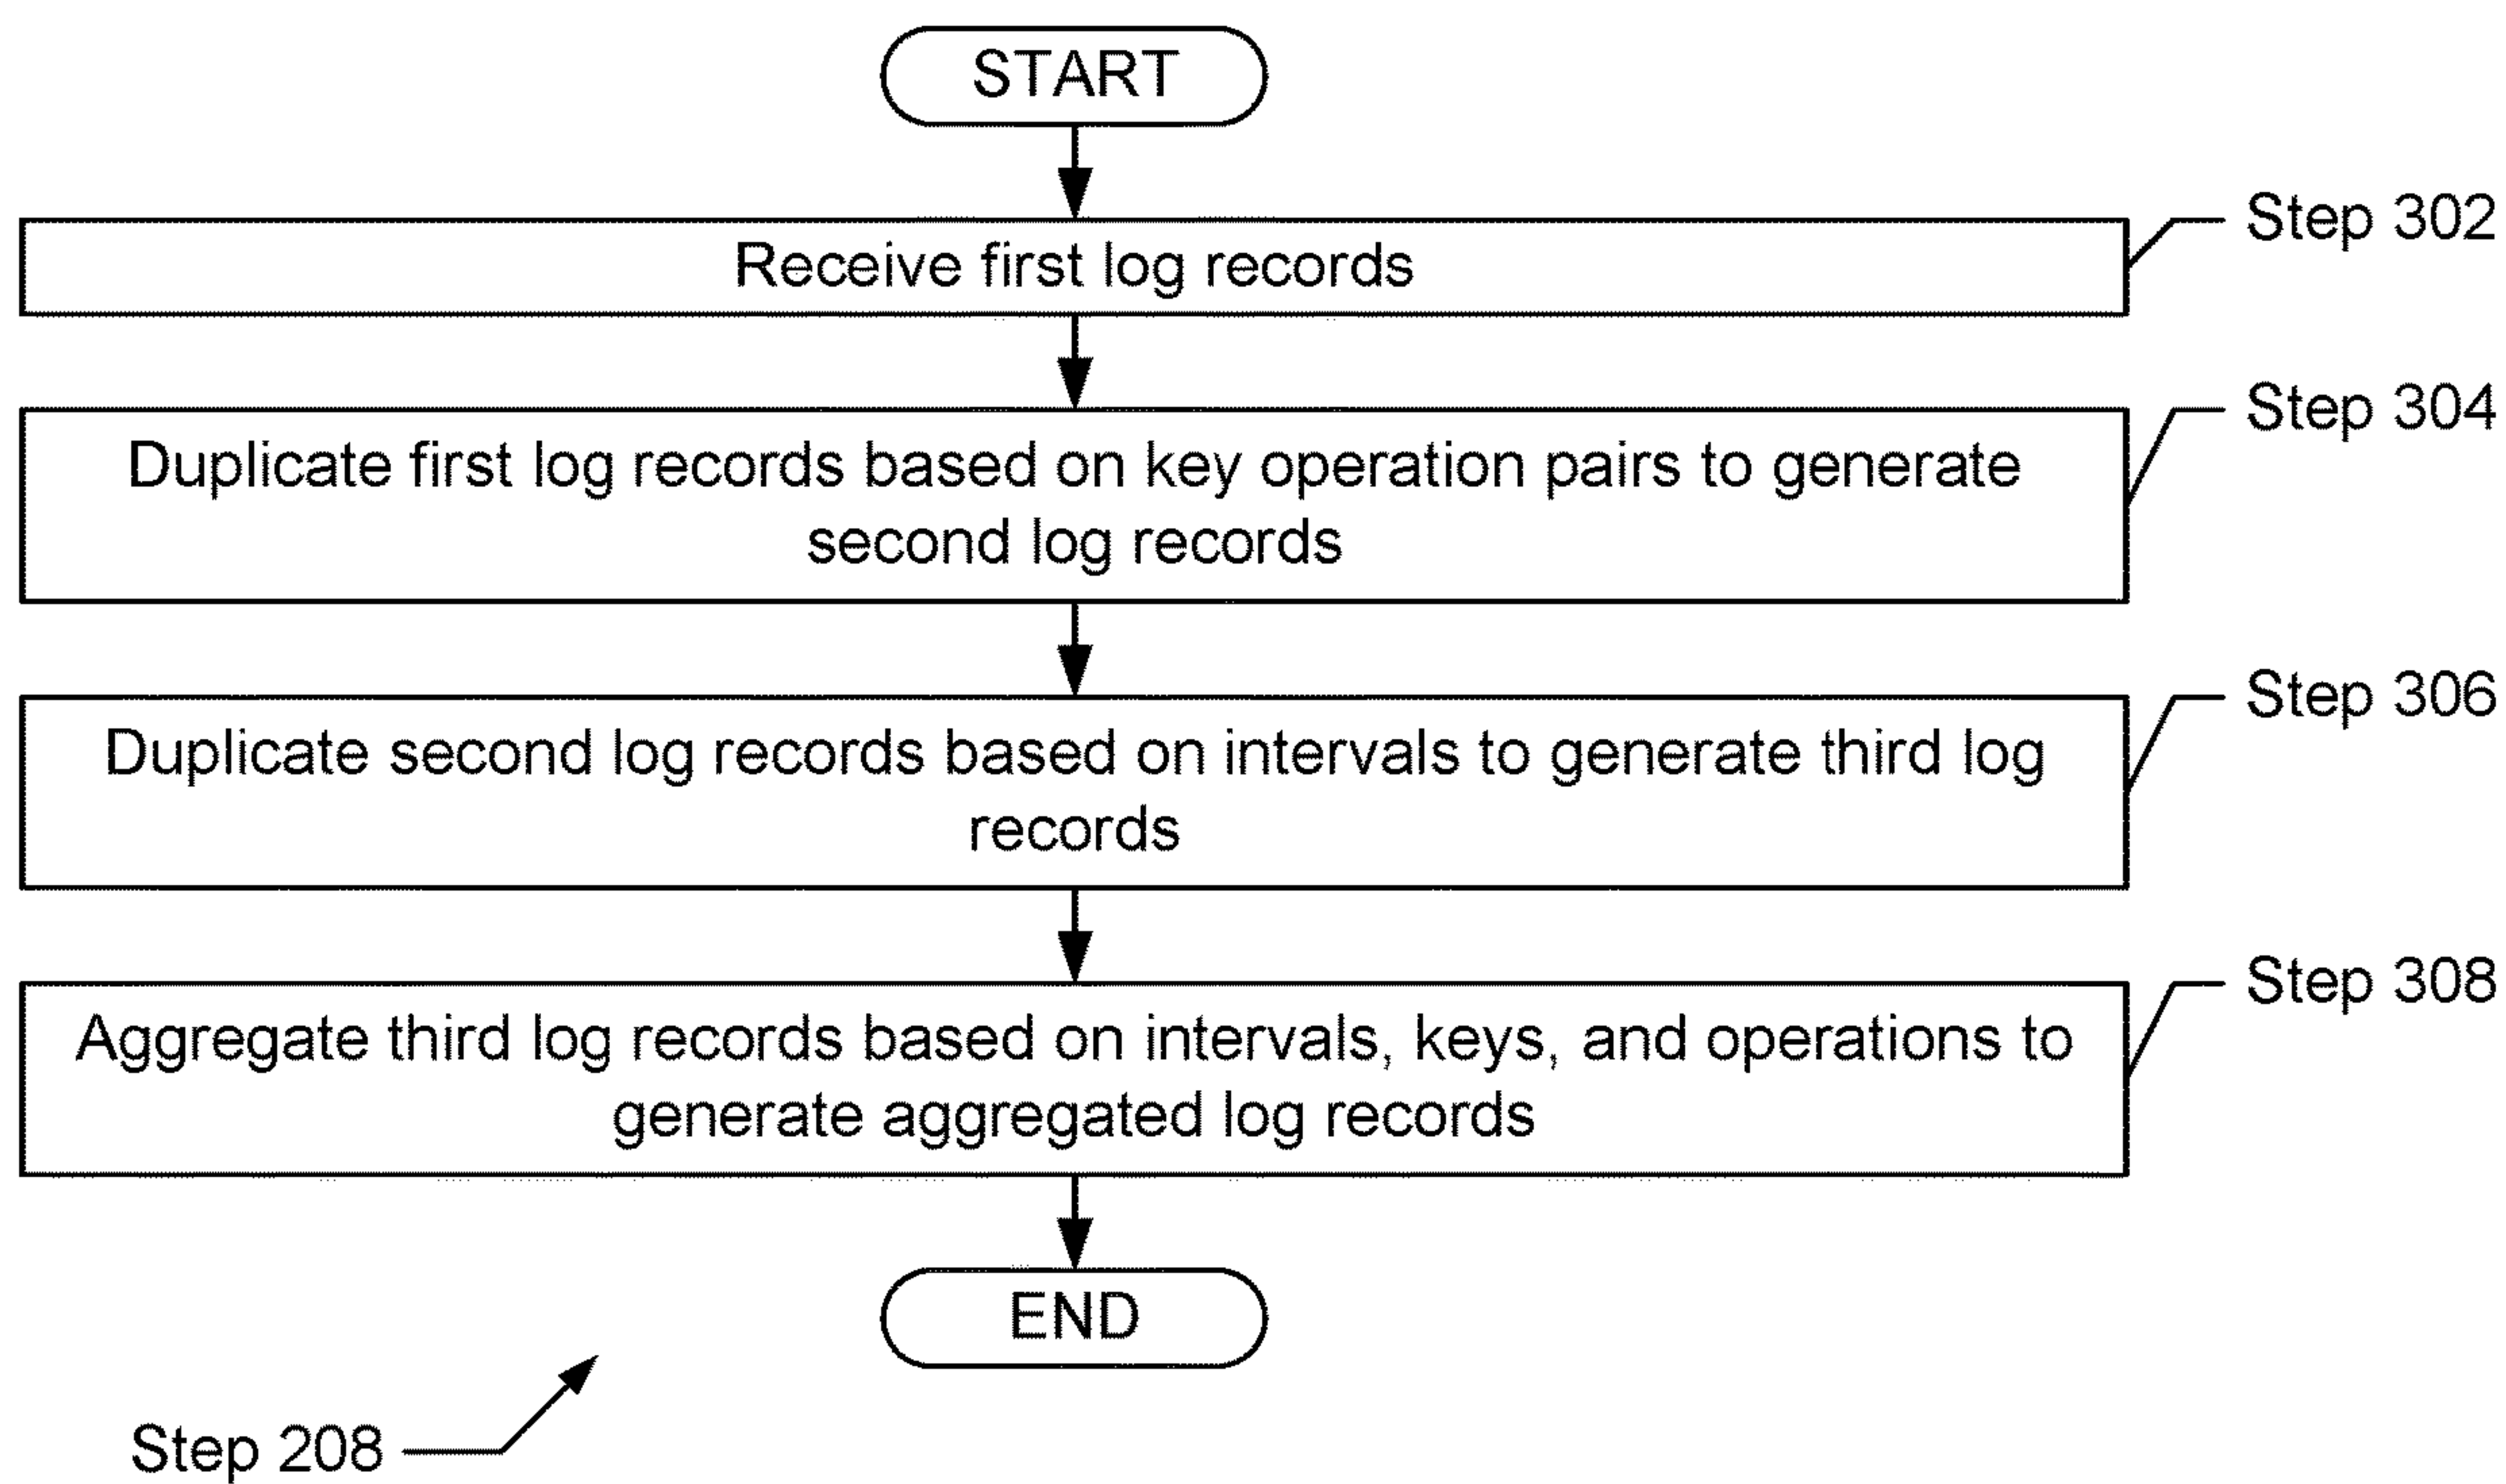 START
Step 302
Receive first log records
Step 304
Duplicate first log records based on key operation pairs to generate
second log records
Step 306
Duplicate second log records based on intervals to generate third log
records
Step 308
Aggregate third log records based on intervals, keys, and operations to
generate aggregated log records
END
Step 208